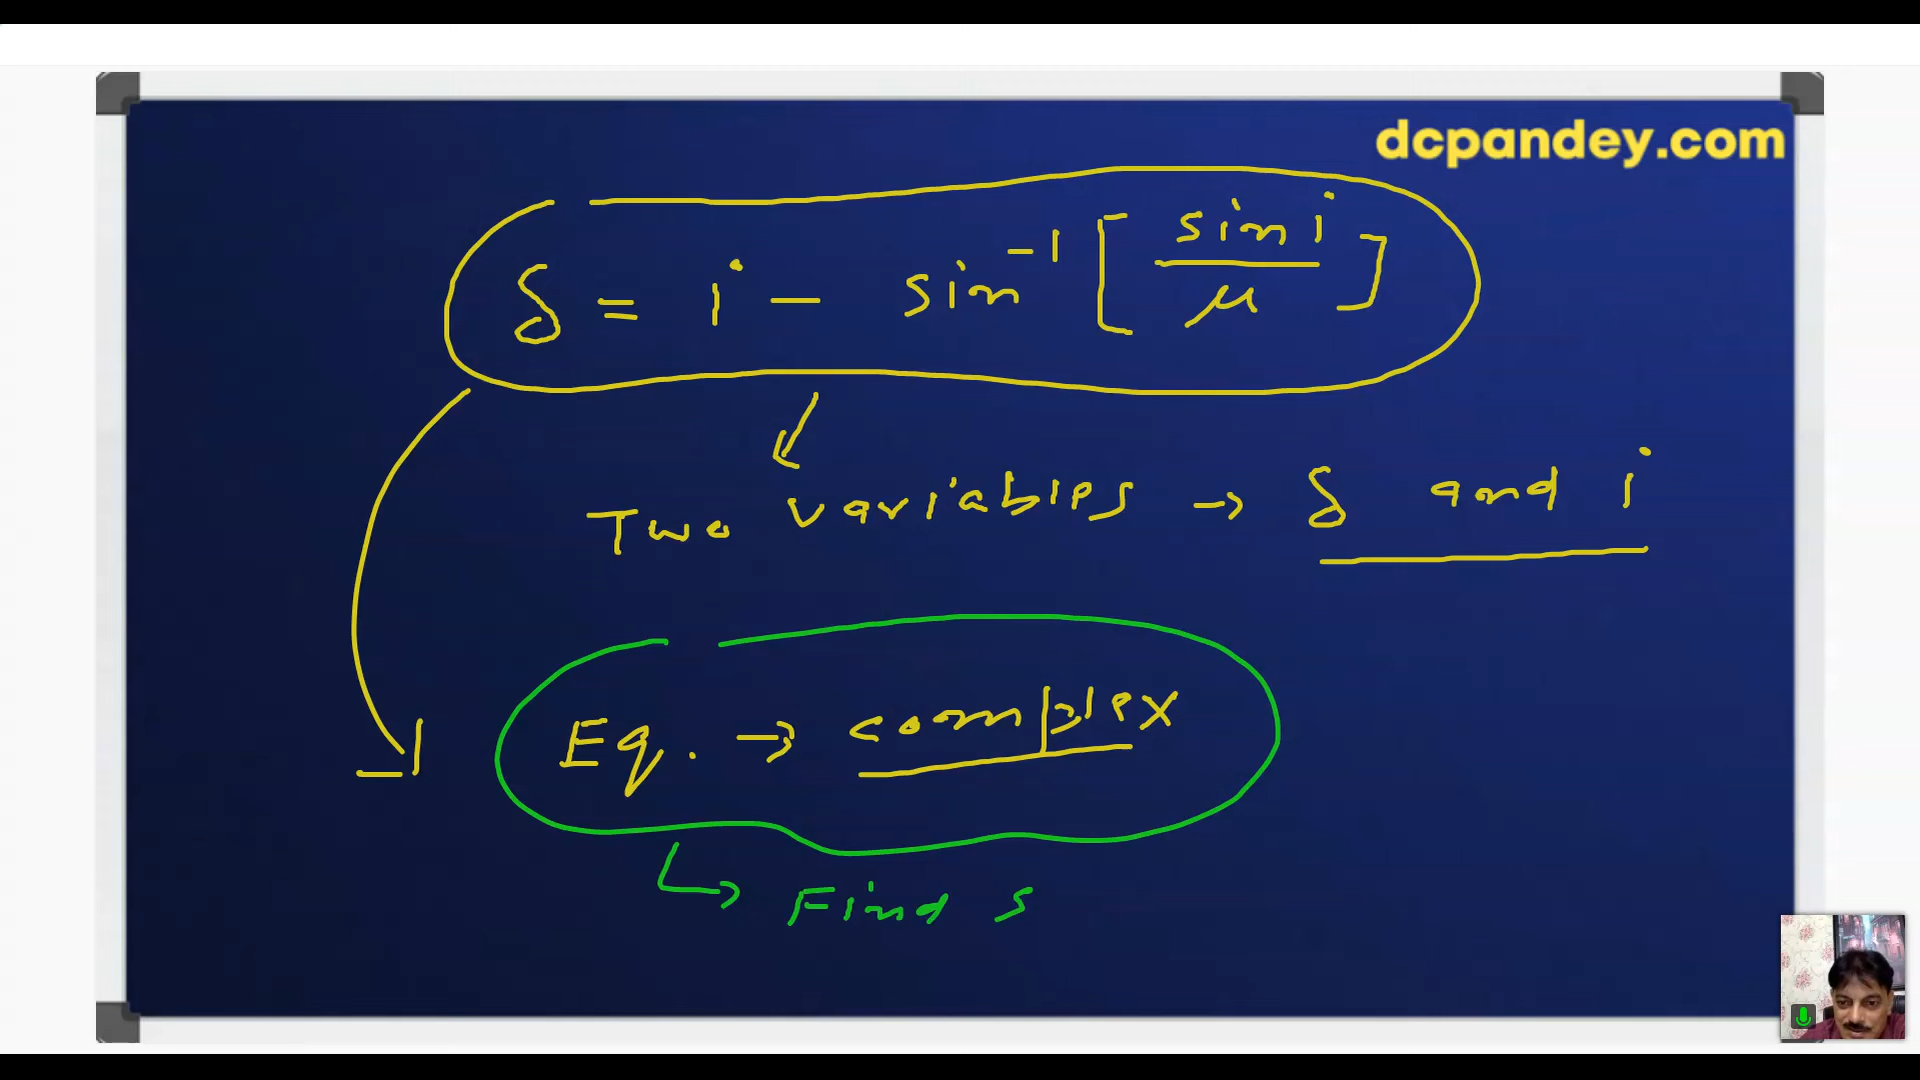 dcpandey.com
δ = i - sin⁻¹ [ sin i / μ ]
Two variables → δ and i
Eq. → complex
↳ Find s